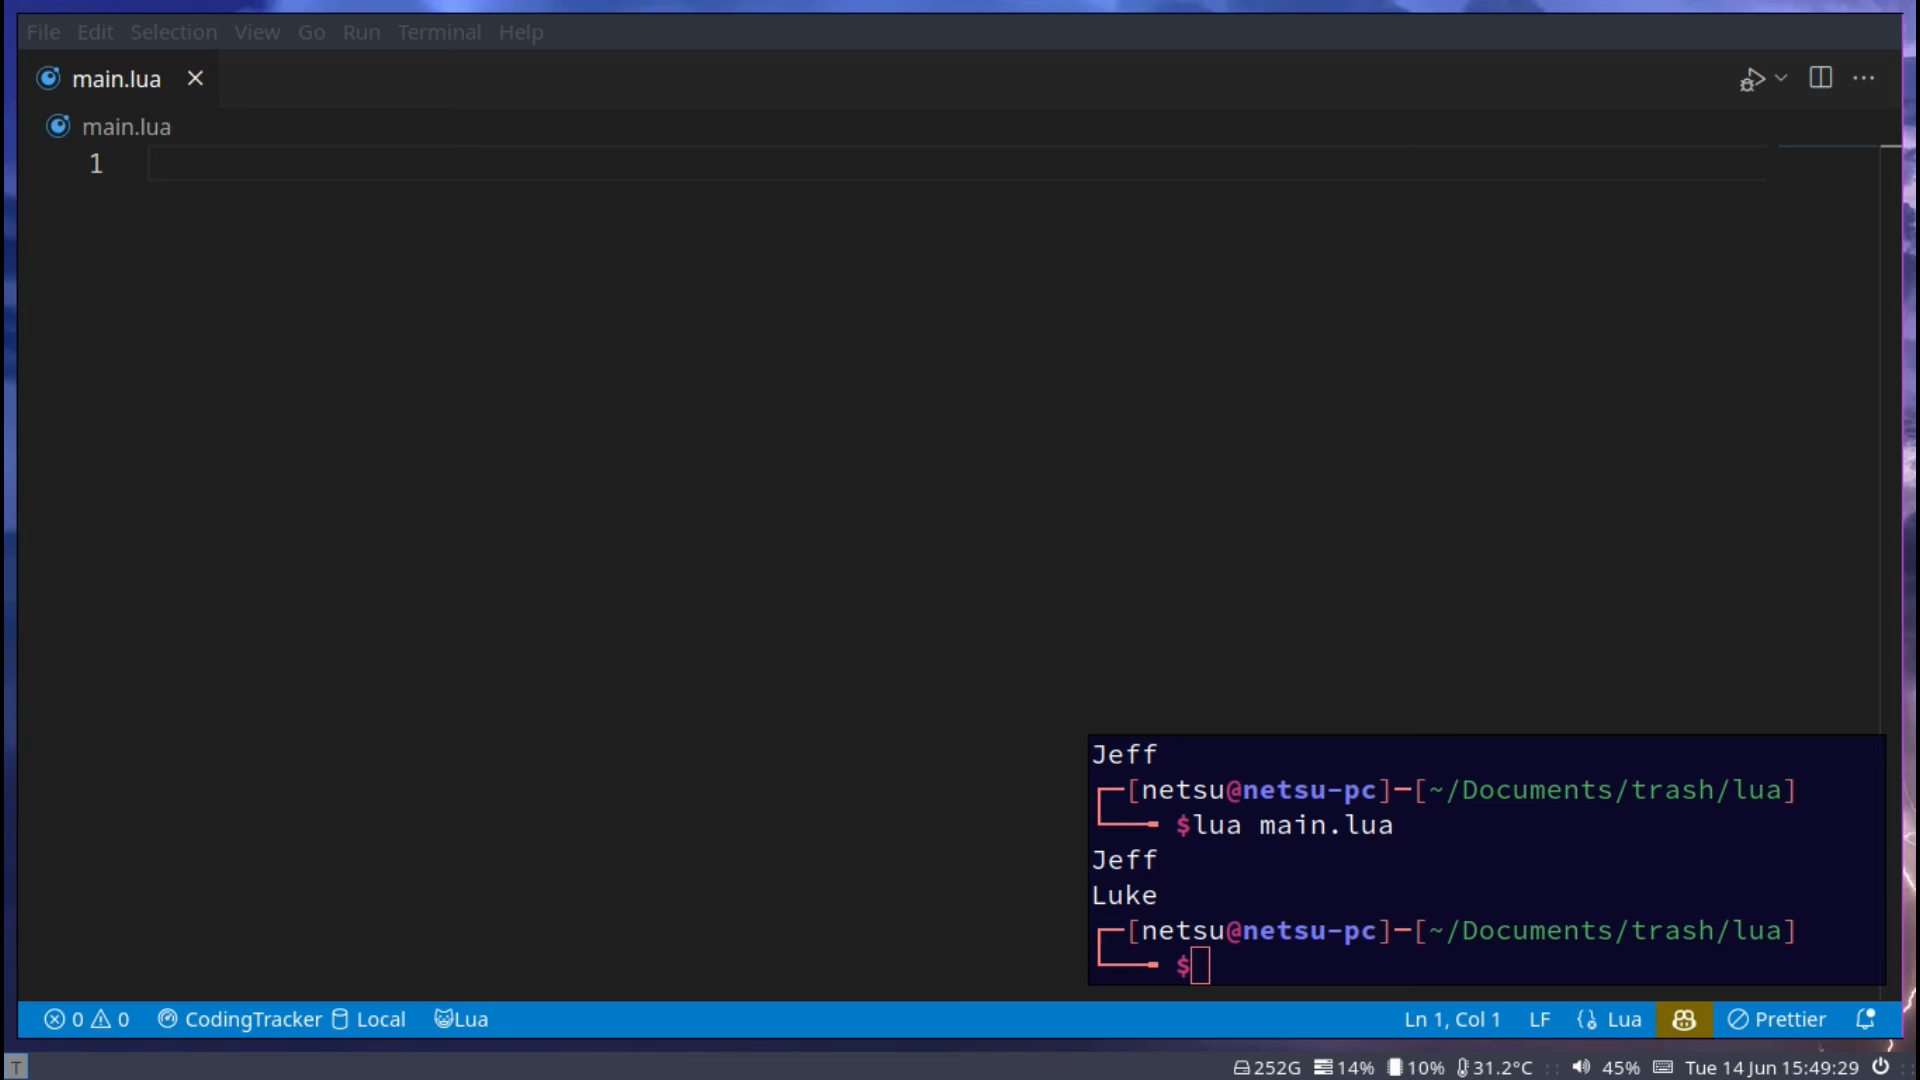 File Edit Selection View Go Run Terminal Help
main.lua
main.lua
1
Jeff
[netsu@netsu-pc]-[~/Documents/trash/lua]
$lua main.lua
Jeff
Luke
[netsu@netsu-pc]-[~/Documents/trash/lua]
$
0 0 CodingTracker Local Lua Ln 1, Col 1 LF Lua Prettier
T 252G 14% 10% 31.2°C :: 45% Tue 14 Jun 15:49:29 ::